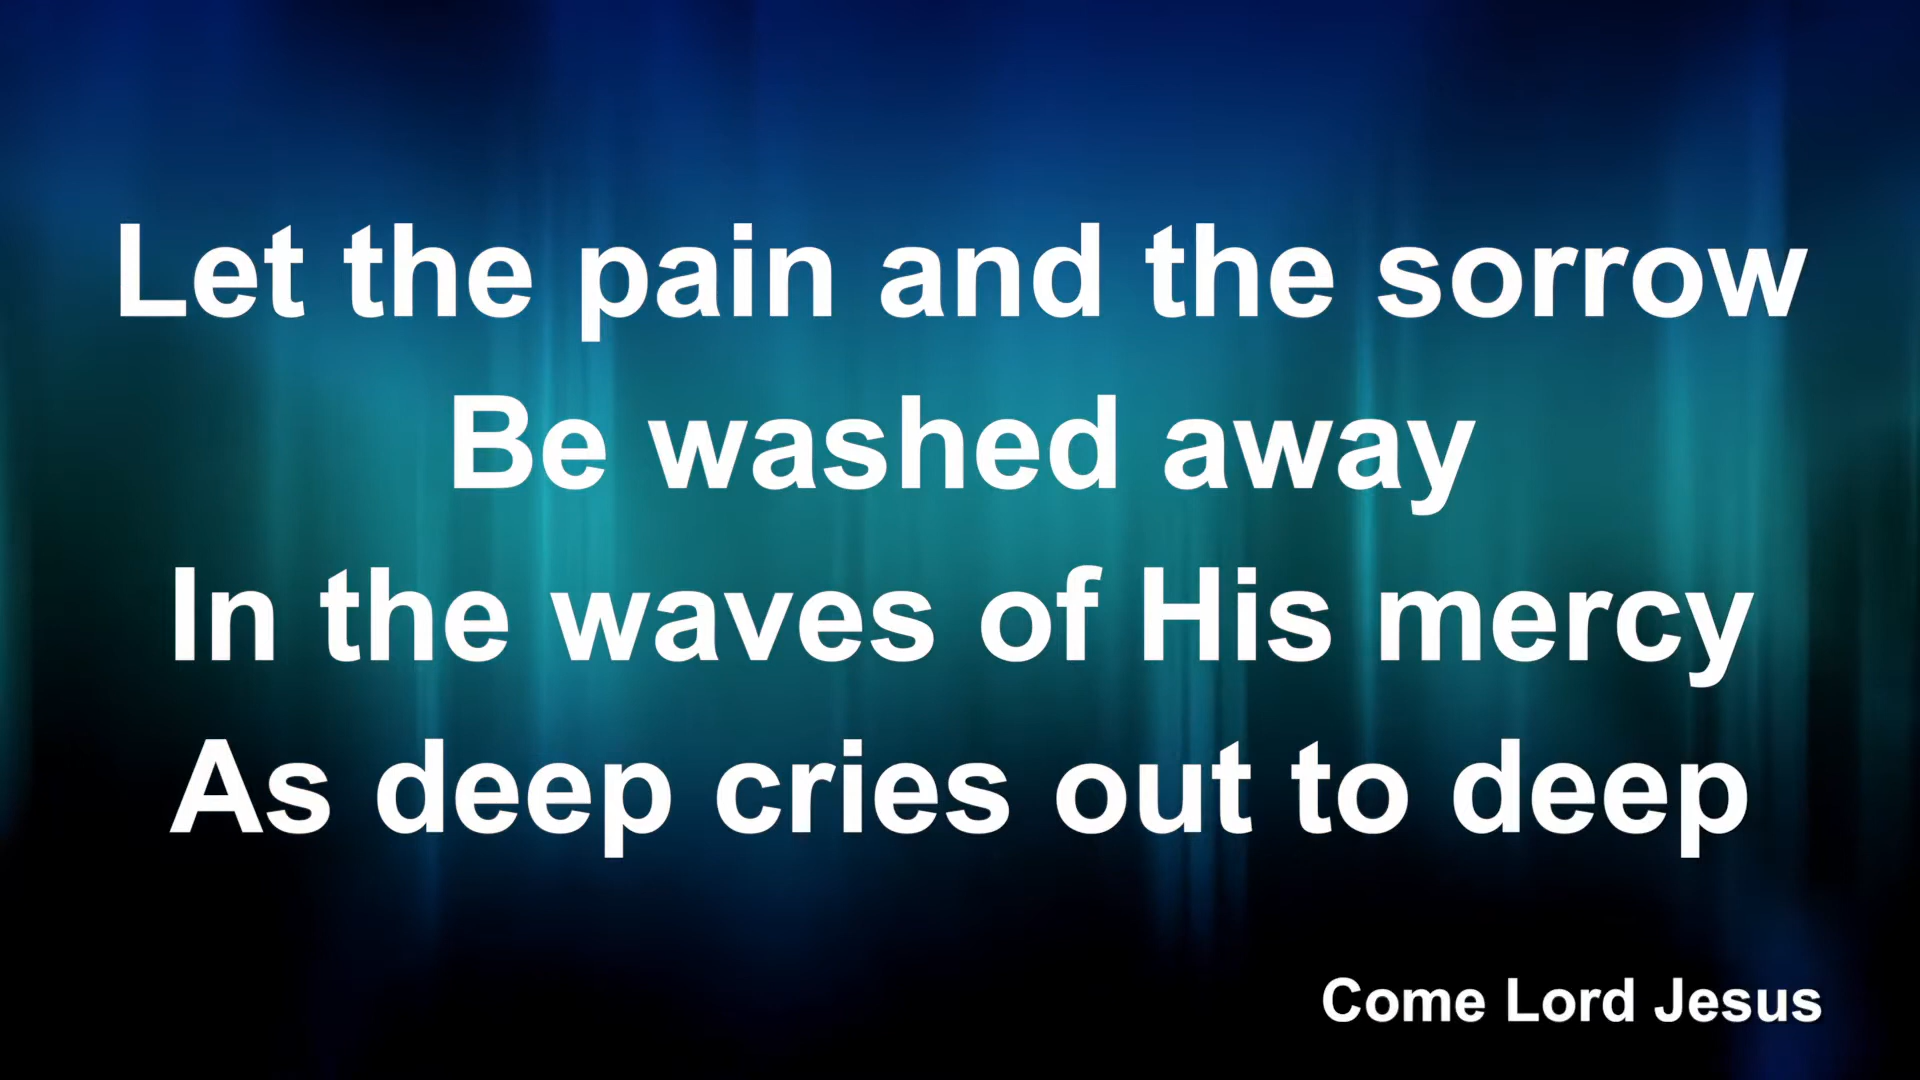 Let the pain and the sorrow
Be washed away
In the waves of His mercy
As deep cries out to deep
Come Lord Jesus